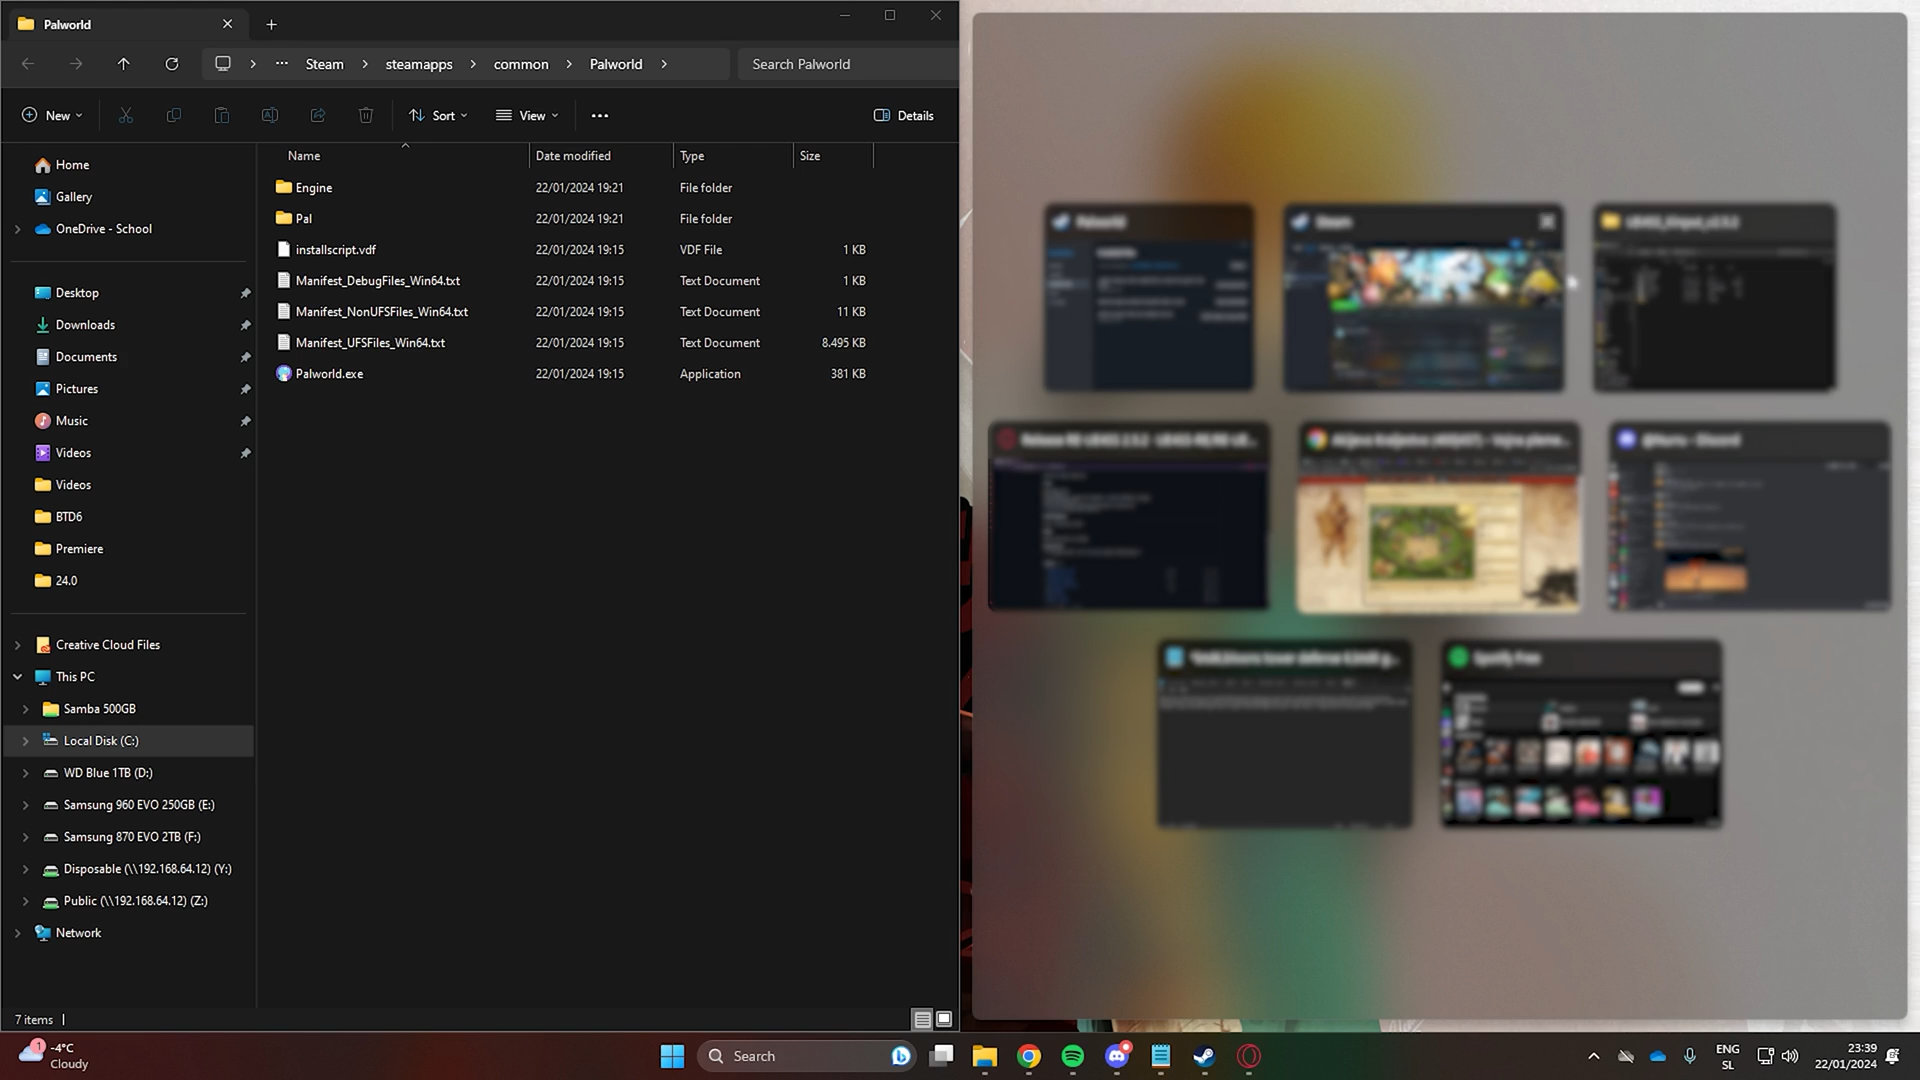 Palworld
Steam
steamapps
common
Palworld
Search Palworld
New
Sort
View
Details
Name
Date modified
Type
Size
Engine
22/01/2024 19:21
File folder
Pal
22/01/2024 19:21
File folder
installscript.vdf
22/01/2024 19:15
VDF File
1 KB
Manifest_DebugFiles_Win64.txt
22/01/2024 19:15
Text Document
1 KB
Manifest_NonUFSFiles_Win64.txt
22/01/2024 19:15
Text Document
11 KB
Manifest_UFSFiles_Win64.txt
22/01/2024 19:15
Text Document
8.495 KB
Palworld.exe
22/01/2024 19:15
Application
381 KB
Home
Gallery
OneDrive - School
Desktop
Downloads
Documents
Pictures
Music
Videos
Videos
BTD6
Premiere
24.0
Creative Cloud Files
This PC
Samba 500GB
Local Disk (C:)
WD Blue 1TB (D:)
Samsung 960 EVO 250GB (E:)
Samsung 870 EVO 2TB (F:)
Disposable (\\192.168.64.12) (Y:)
Public (\\192.168.64.12) (Z:)
Network
7 items
Palworld
Steam
Spotify Free
1
-4°C
Cloudy
Search
ENG
SL
23:39
22/01/2024